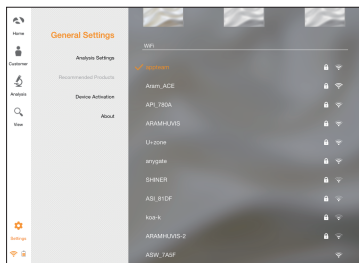 Home
Customer
Analysis
View
Settings
General Settings
Analysis Settings
Recommended Products
Device Activation
About
WiFi
Aram_ACE
API_780A
ARAMHUVIS
U+zone
anygate
SHINER
ASI_81DF
koa-k
ARAMHUVIS-2
ASW_7A5F